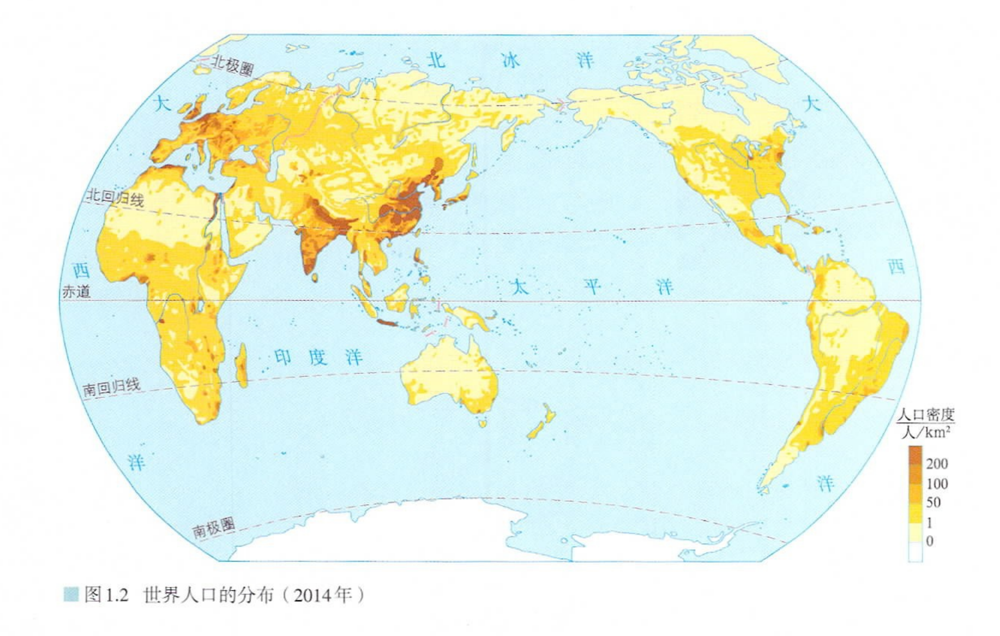 北冰洋
北极圈
大
大
北回归线
西
西
太平洋
赤道
印度洋
南回归线
人口密度
人/km²
洋
200
100
洋
50
1
南极圈
0
图1.2 世界人口的分布（2014年）